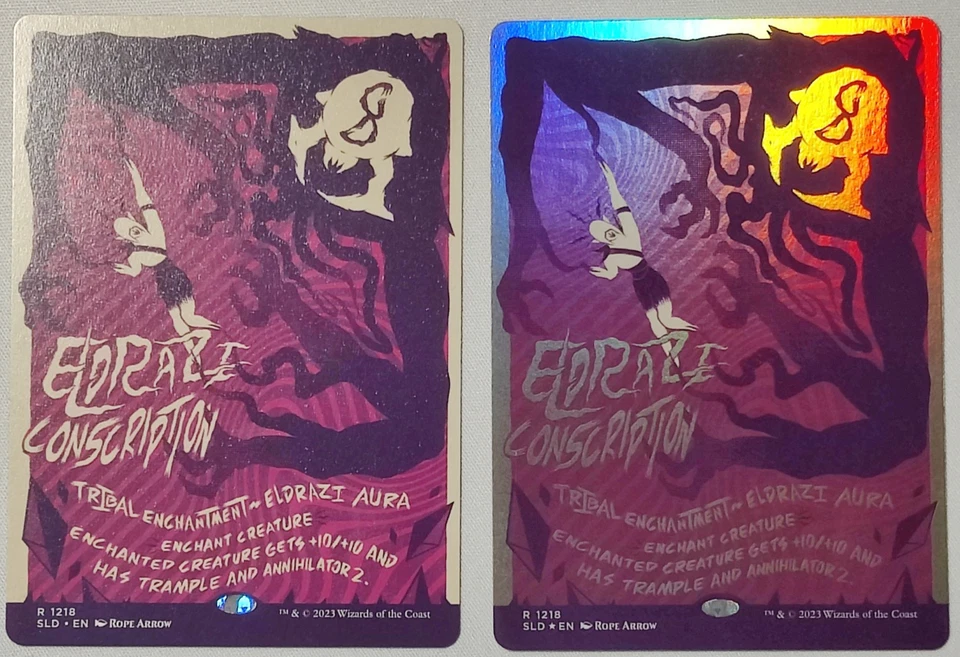 ELDRAZI
CONSCRIPTION
TRIBAL ENCHANTMENT~ELDRAZI AURA
ENCHANT CREATURE
ENCHANTED CREATURE GETS +10/+10 AND
HAS TRAMPLE AND ANNIHILATOR 2.
R 1218
SLD • EN ROPE ARROW
™ & © 2023 Wizards of the Coast
ELDRAZI
CONSCRIPTION
TRIBAL ENCHANTMENT~ELDRAZI AURA
ENCHANT CREATURE
ENCHANTED CREATURE GETS +10/+10 AND
HAS TRAMPLE AND ANNIHILATOR 2.
R 1218
SLD ★ EN ROPE ARROW
™ & © 2023 Wizards of the Coast